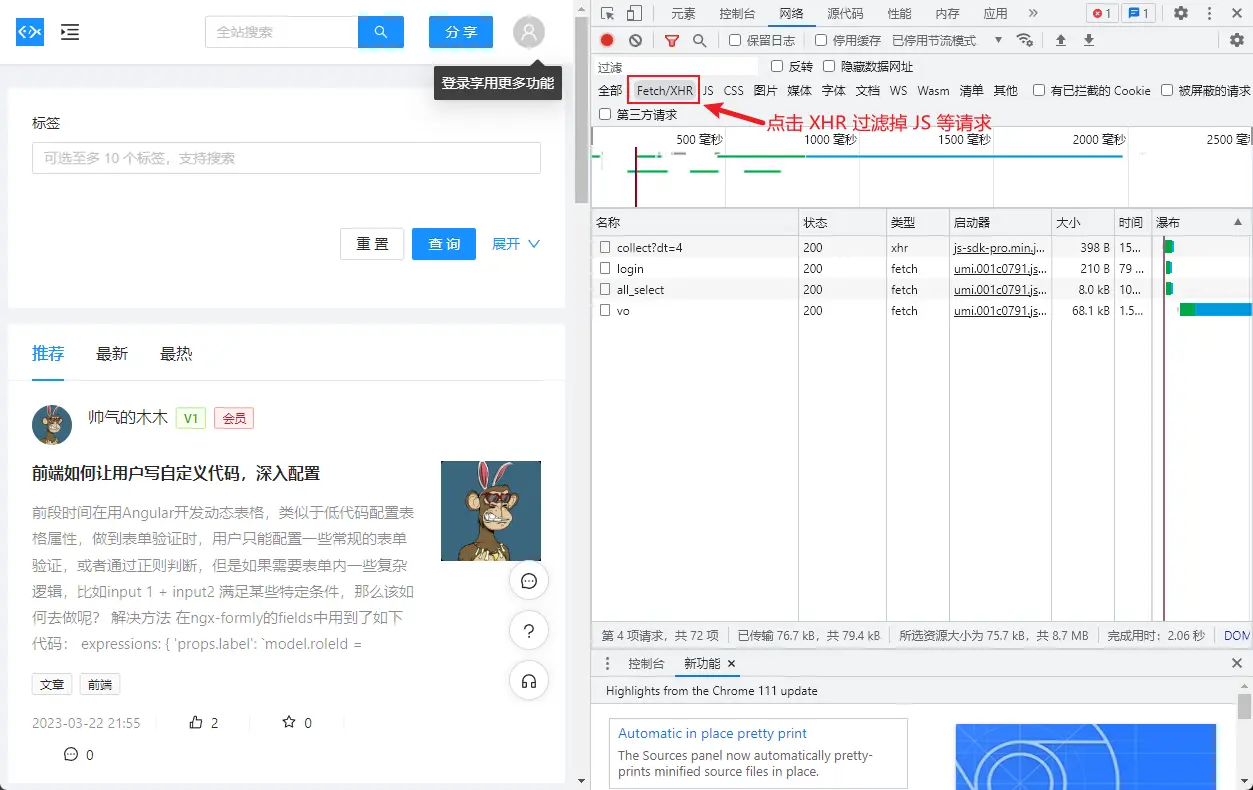 全站搜索
分 享
登录享用更多功能
标签
可选至多 10 个标签，支持搜索
重 置
查 询
展开
推荐
最新
最热
帅气的木木
V1
会员
前端如何让用户写自定义代码，深入配置
前段时间在用Angular开发动态表格，类似于低代码配置表
格属性，做到表单验证时，用户只能配置一些常规的表单
验证，或者通过正则判断，但是如果需要表单内一些复杂
逻辑，比如input 1 + input2 满足某些特定条件，那么该如
何去做呢？ 解决方法 在ngx-formly的fields中用到了如下
代码： expressions: { 'props.label': `model.roleId =
文章
前端
2023-03-22 21:55
2
0
0
元素 控制台 网络 源代码 性能 内存 应用 » 1 1
保留日志 停用缓存 已停用节流模式
过滤 反转 隐藏数据网址
全部 Fetch/XHR JS CSS 图片 媒体 字体 文档 WS Wasm 清单 其他 有已拦截的 Cookie 被屏蔽的请求
第三方请求
点击 XHR 过滤掉 JS 等请求
500 毫秒 1000 毫秒 1500 毫秒 2000 毫秒 2500 毫
名称 状态 类型 启动器 大小 时间 瀑布
collect?dt=4 200 xhr js-sdk-pro.min.j... 398 B 15...
login 200 fetch umi.001c0791.js... 210 B 79 ...
all_select 200 fetch umi.001c0791.js... 8.0 kB 10...
vo 200 fetch umi.001c0791.js... 68.1 kB 1.5...
第 4 项请求，共 72 项 已传输 76.7 kB，共 79.4 kB 所选资源大小为 75.7 kB，共 8.7 MB 完成用时：2.06 秒 DOM
控制台 新功能
Highlights from the Chrome 111 update
Automatic in place pretty print
The Sources panel now automatically pretty-
prints minified source files in place.